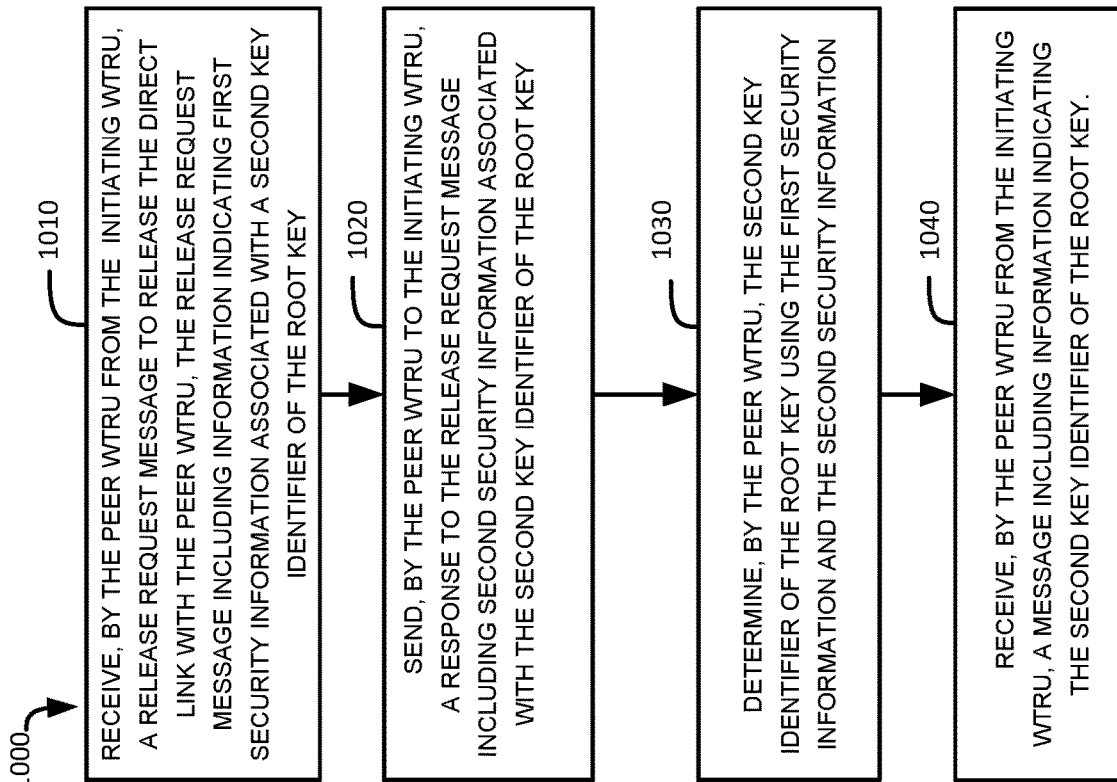 1000
1010
RECEIVE, BY THE PEER WTRU FROM THE INITIATING WTRU,
A RELEASE REQUEST MESSAGE TO RELEASE THE DIRECT
LINK WITH THE PEER WTRU, THE RELEASE REQUEST
MESSAGE INCLUDING INFORMATION INDICATING FIRST
SECURITY INFORMATION ASSOCIATED WITH A SECOND KEY
IDENTIFIER OF THE ROOT KEY
1020
SEND, BY THE PEER WTRU TO THE INITIATING WTRU,
A RESPONSE TO THE RELEASE REQUEST MESSAGE
INCLUDING SECOND SECURITY INFORMATION ASSOCIATED
WITH THE SECOND KEY IDENTIFIER OF THE ROOT KEY
1030
DETERMINE, BY THE PEER WTRU, THE SECOND KEY
IDENTIFIER OF THE ROOT KEY USING THE FIRST SECURITY
INFORMATION AND THE SECOND SECURITY INFORMATION
1040
RECEIVE, BY THE PEER WTRU FROM THE INITIATING
WTRU, A MESSAGE INCLUDING INFORMATION INDICATING
THE SECOND KEY IDENTIFIER OF THE ROOT KEY.